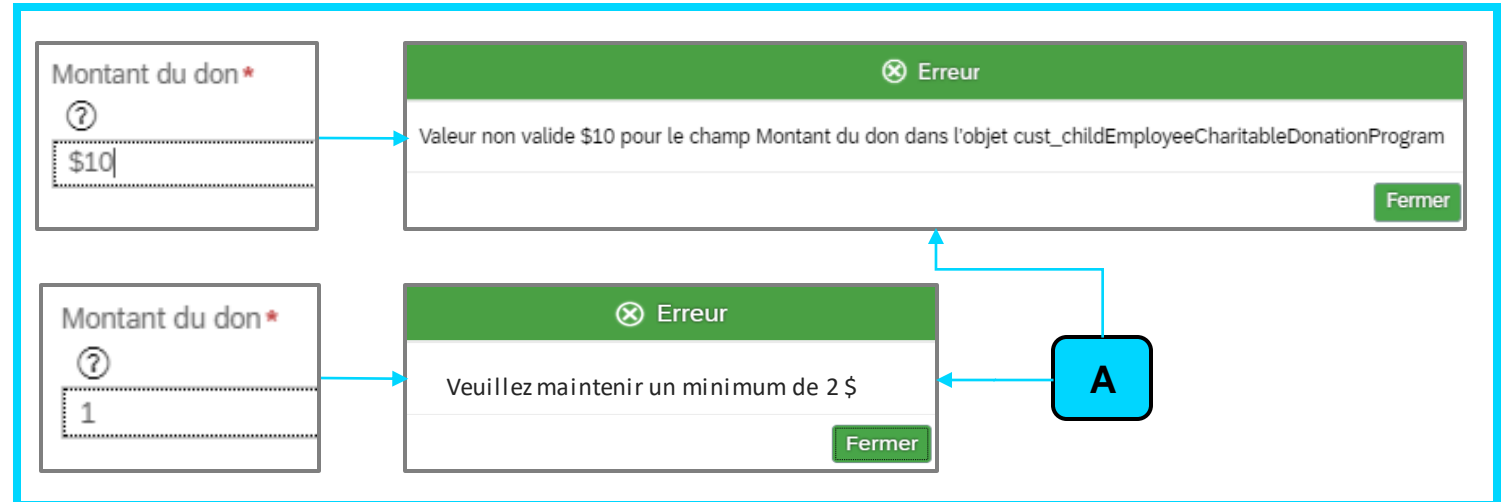 Montant du don*
?
$10
Erreur
Valeur non valide $10 pour le champ Montant du don dans l'objet cust_childEmployeeCharitableDonationProgram
Fermer
Montant du don*
?
1
Erreur
Veuillez maintenir un minimum de 2 $
Fermer
A